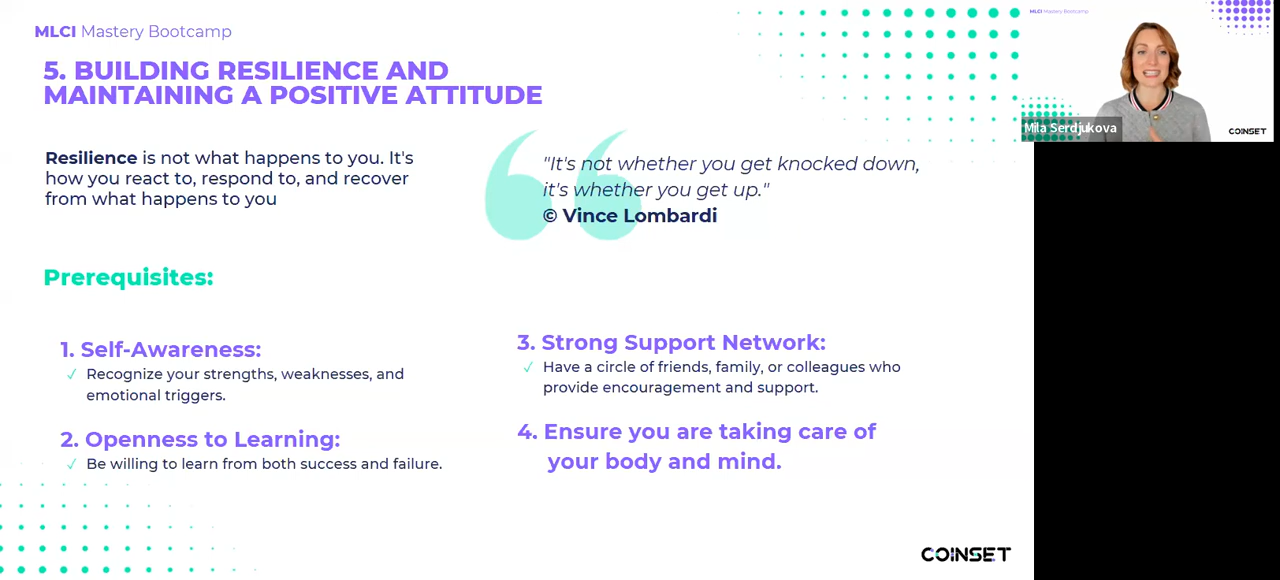 MLCI Mastery Bootcamp
5. BUILDING RESILIENCE AND
MAINTAINING A POSITIVE ATTITUDE
Resilience is not what happens to you. It's
how you react to, respond to, and recover
from what happens to you
"It's not whether you get knocked down,
it's whether you get up."
© Vince Lombardi
Prerequisites:
1. Self-Awareness:
✓ Recognize your strengths, weaknesses, and
emotional triggers.
2. Openness to Learning:
✓ Be willing to learn from both success and failure.
3. Strong Support Network:
✓ Have a circle of friends, family, or colleagues who
provide encouragement and support.
4. Ensure you are taking care of
your body and mind.
COINSET
MLCI Mastery Bootcamp
Mila Serdjukova
COINSET